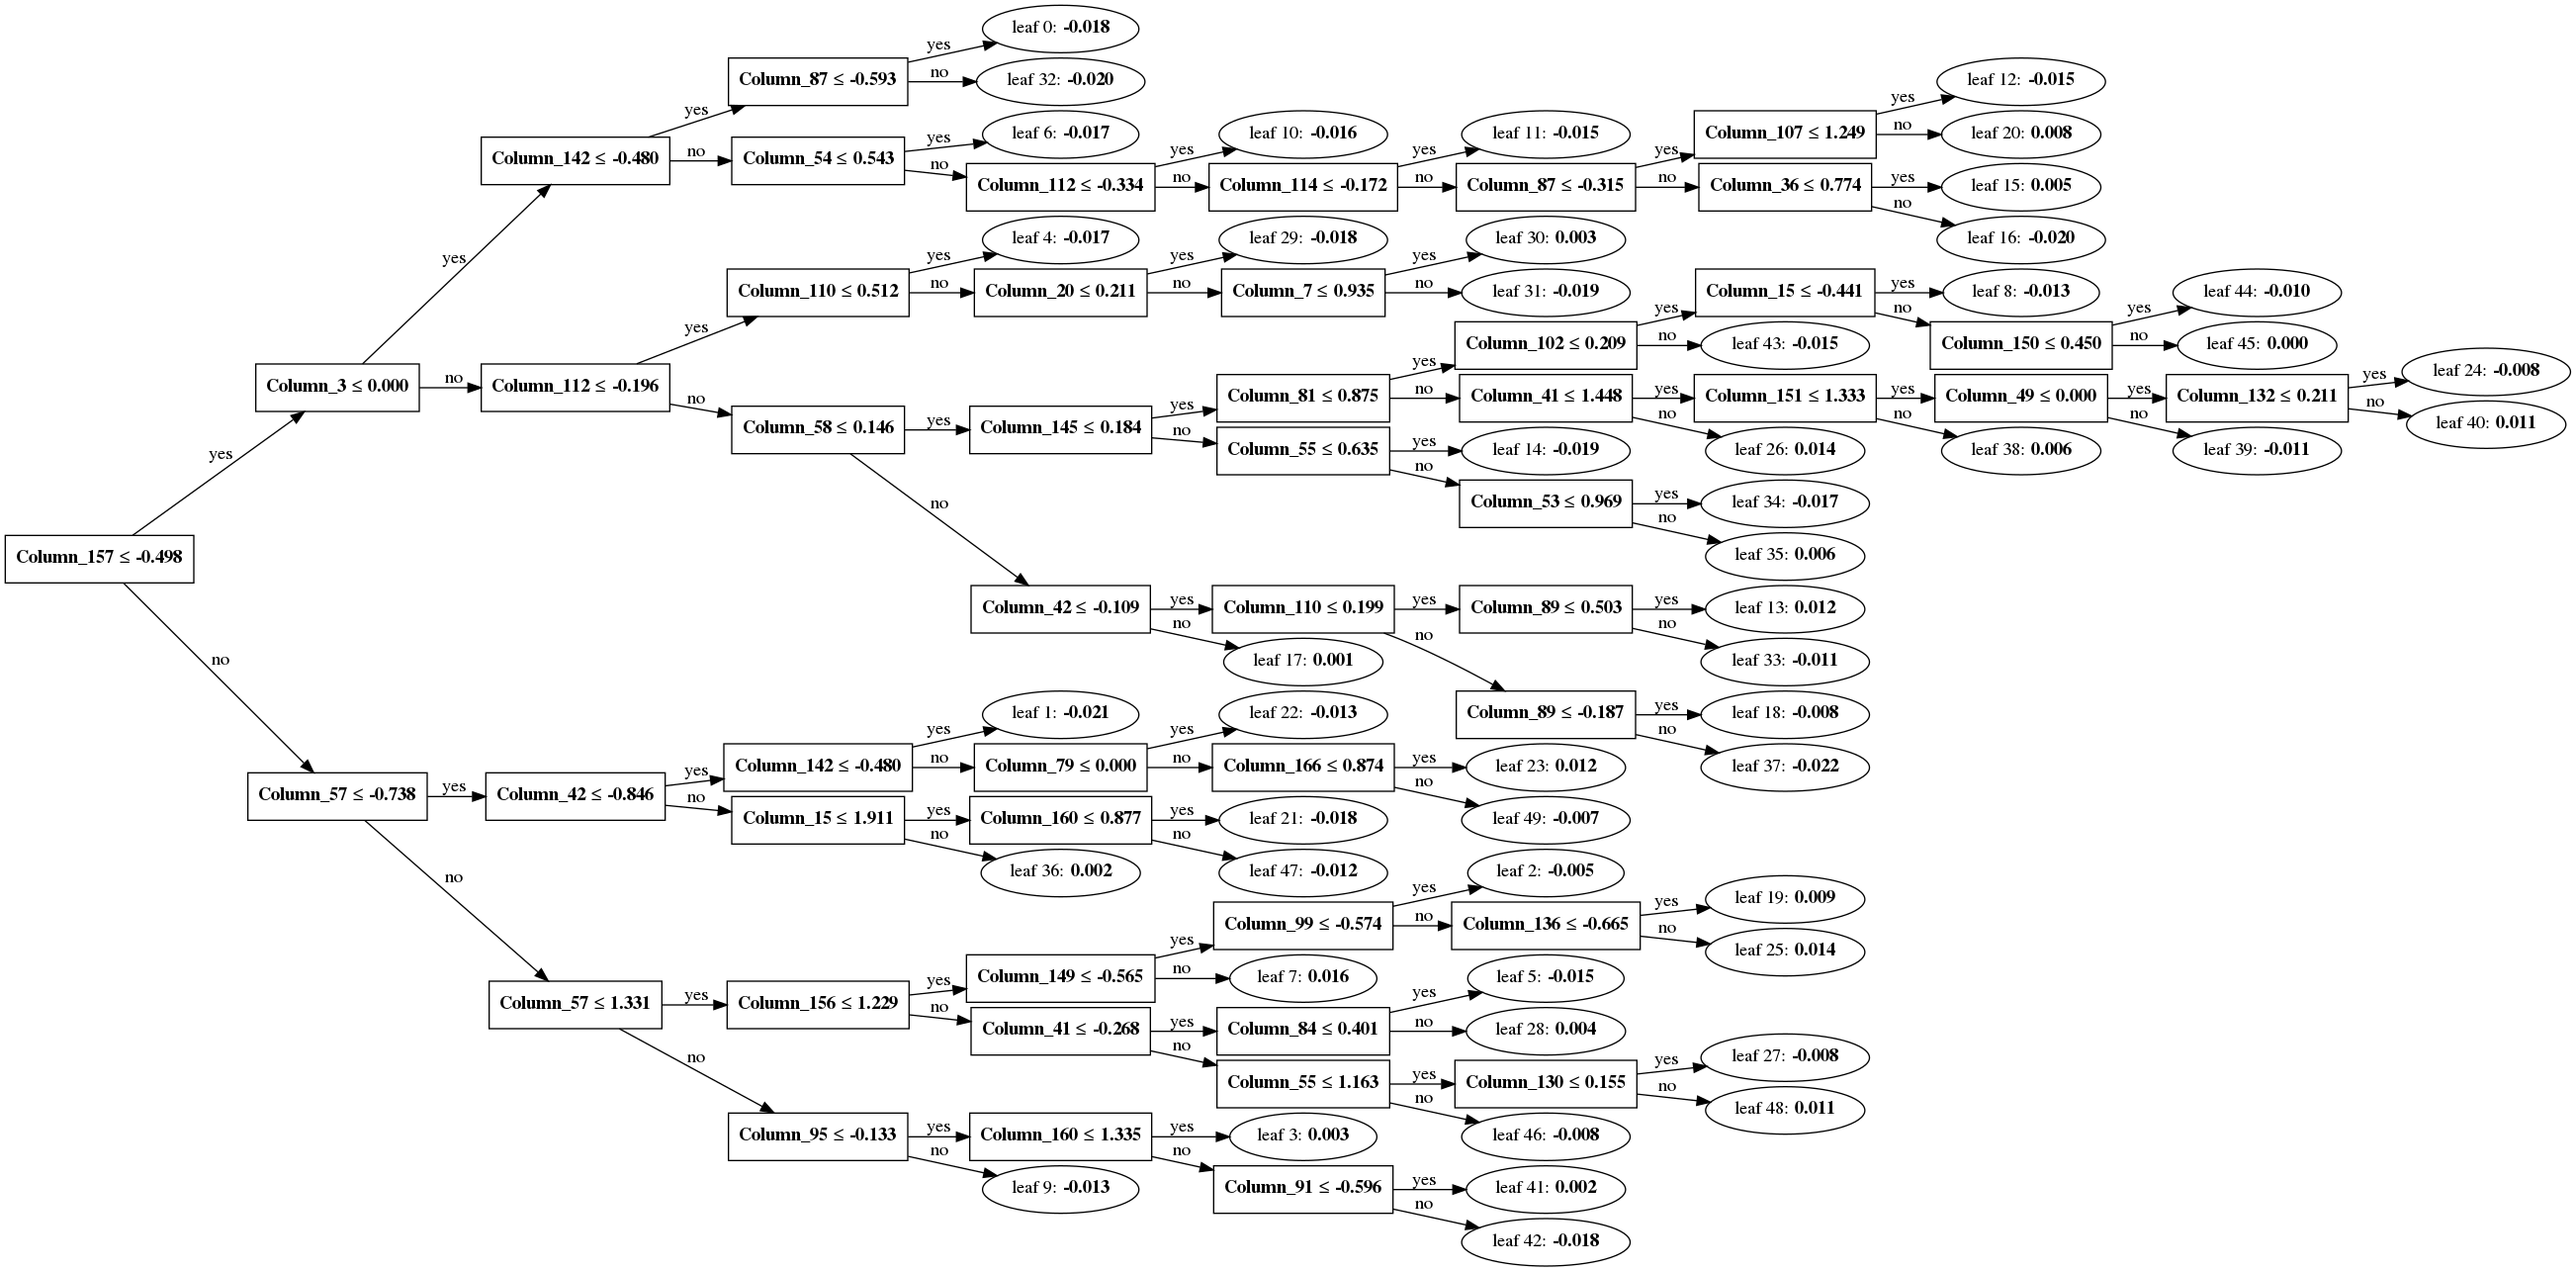 Column_157 ≤ -0.498
yes
no
Column_3 ≤ 0.000
yes
no
Column_142 ≤ -0.480
yes
no
Column_87 ≤ -0.593
yes
no
leaf 0: -0.018
leaf 32: -0.020
Column_54 ≤ 0.543
yes
no
leaf 6: -0.017
Column_112 ≤ -0.334
yes
no
leaf 10: -0.016
Column_114 ≤ -0.172
yes
no
leaf 11: -0.015
Column_87 ≤ -0.315
yes
no
Column_107 ≤ 1.249
yes
no
leaf 12: -0.015
leaf 20: 0.008
Column_36 ≤ 0.774
yes
no
leaf 15: 0.005
leaf 16: -0.020
Column_112 ≤ -0.196
yes
no
Column_110 ≤ 0.512
yes
no
leaf 4: -0.017
Column_20 ≤ 0.211
yes
no
leaf 29: -0.018
Column_7 ≤ 0.935
yes
no
leaf 30: 0.003
leaf 31: -0.019
Column_58 ≤ 0.146
yes
no
Column_145 ≤ 0.184
yes
no
Column_81 ≤ 0.875
yes
no
Column_102 ≤ 0.209
yes
no
Column_15 ≤ -0.441
yes
no
leaf 8: -0.013
Column_150 ≤ 0.450
yes
no
leaf 44: -0.010
leaf 45: 0.000
leaf 43: -0.015
Column_41 ≤ 1.448
yes
no
Column_151 ≤ 1.333
yes
no
Column_49 ≤ 0.000
yes
no
Column_132 ≤ 0.211
yes
no
leaf 24: -0.008
leaf 40: 0.011
leaf 39: -0.011
leaf 38: 0.006
leaf 26: 0.014
Column_55 ≤ 0.635
yes
no
leaf 14: -0.019
Column_53 ≤ 0.969
yes
no
leaf 34: -0.017
leaf 35: 0.006
Column_42 ≤ -0.109
yes
no
Column_110 ≤ 0.199
yes
no
Column_89 ≤ 0.503
yes
no
leaf 13: 0.012
leaf 33: -0.011
Column_89 ≤ -0.187
yes
no
leaf 18: -0.008
leaf 37: -0.022
leaf 17: 0.001
Column_57 ≤ -0.738
yes
no
Column_42 ≤ -0.846
yes
no
Column_142 ≤ -0.480
yes
no
leaf 1: -0.021
Column_79 ≤ 0.000
yes
no
leaf 22: -0.013
Column_166 ≤ 0.874
yes
no
leaf 23: 0.012
leaf 49: -0.007
Column_15 ≤ 1.911
yes
no
Column_160 ≤ 0.877
yes
no
leaf 21: -0.018
leaf 47: -0.012
leaf 36: 0.002
Column_57 ≤ 1.331
yes
no
Column_156 ≤ 1.229
yes
no
Column_149 ≤ -0.565
yes
no
Column_99 ≤ -0.574
yes
no
leaf 2: -0.005
Column_136 ≤ -0.665
yes
no
leaf 19: 0.009
leaf 25: 0.014
leaf 7: 0.016
Column_41 ≤ -0.268
yes
no
Column_84 ≤ 0.401
yes
no
leaf 5: -0.015
leaf 28: 0.004
Column_55 ≤ 1.163
yes
no
Column_130 ≤ 0.155
yes
no
leaf 27: -0.008
leaf 48: 0.011
leaf 46: -0.008
Column_95 ≤ -0.133
yes
no
Column_160 ≤ 1.335
yes
no
leaf 3: 0.003
Column_91 ≤ -0.596
yes
no
leaf 41: 0.002
leaf 42: -0.018
leaf 9: -0.013